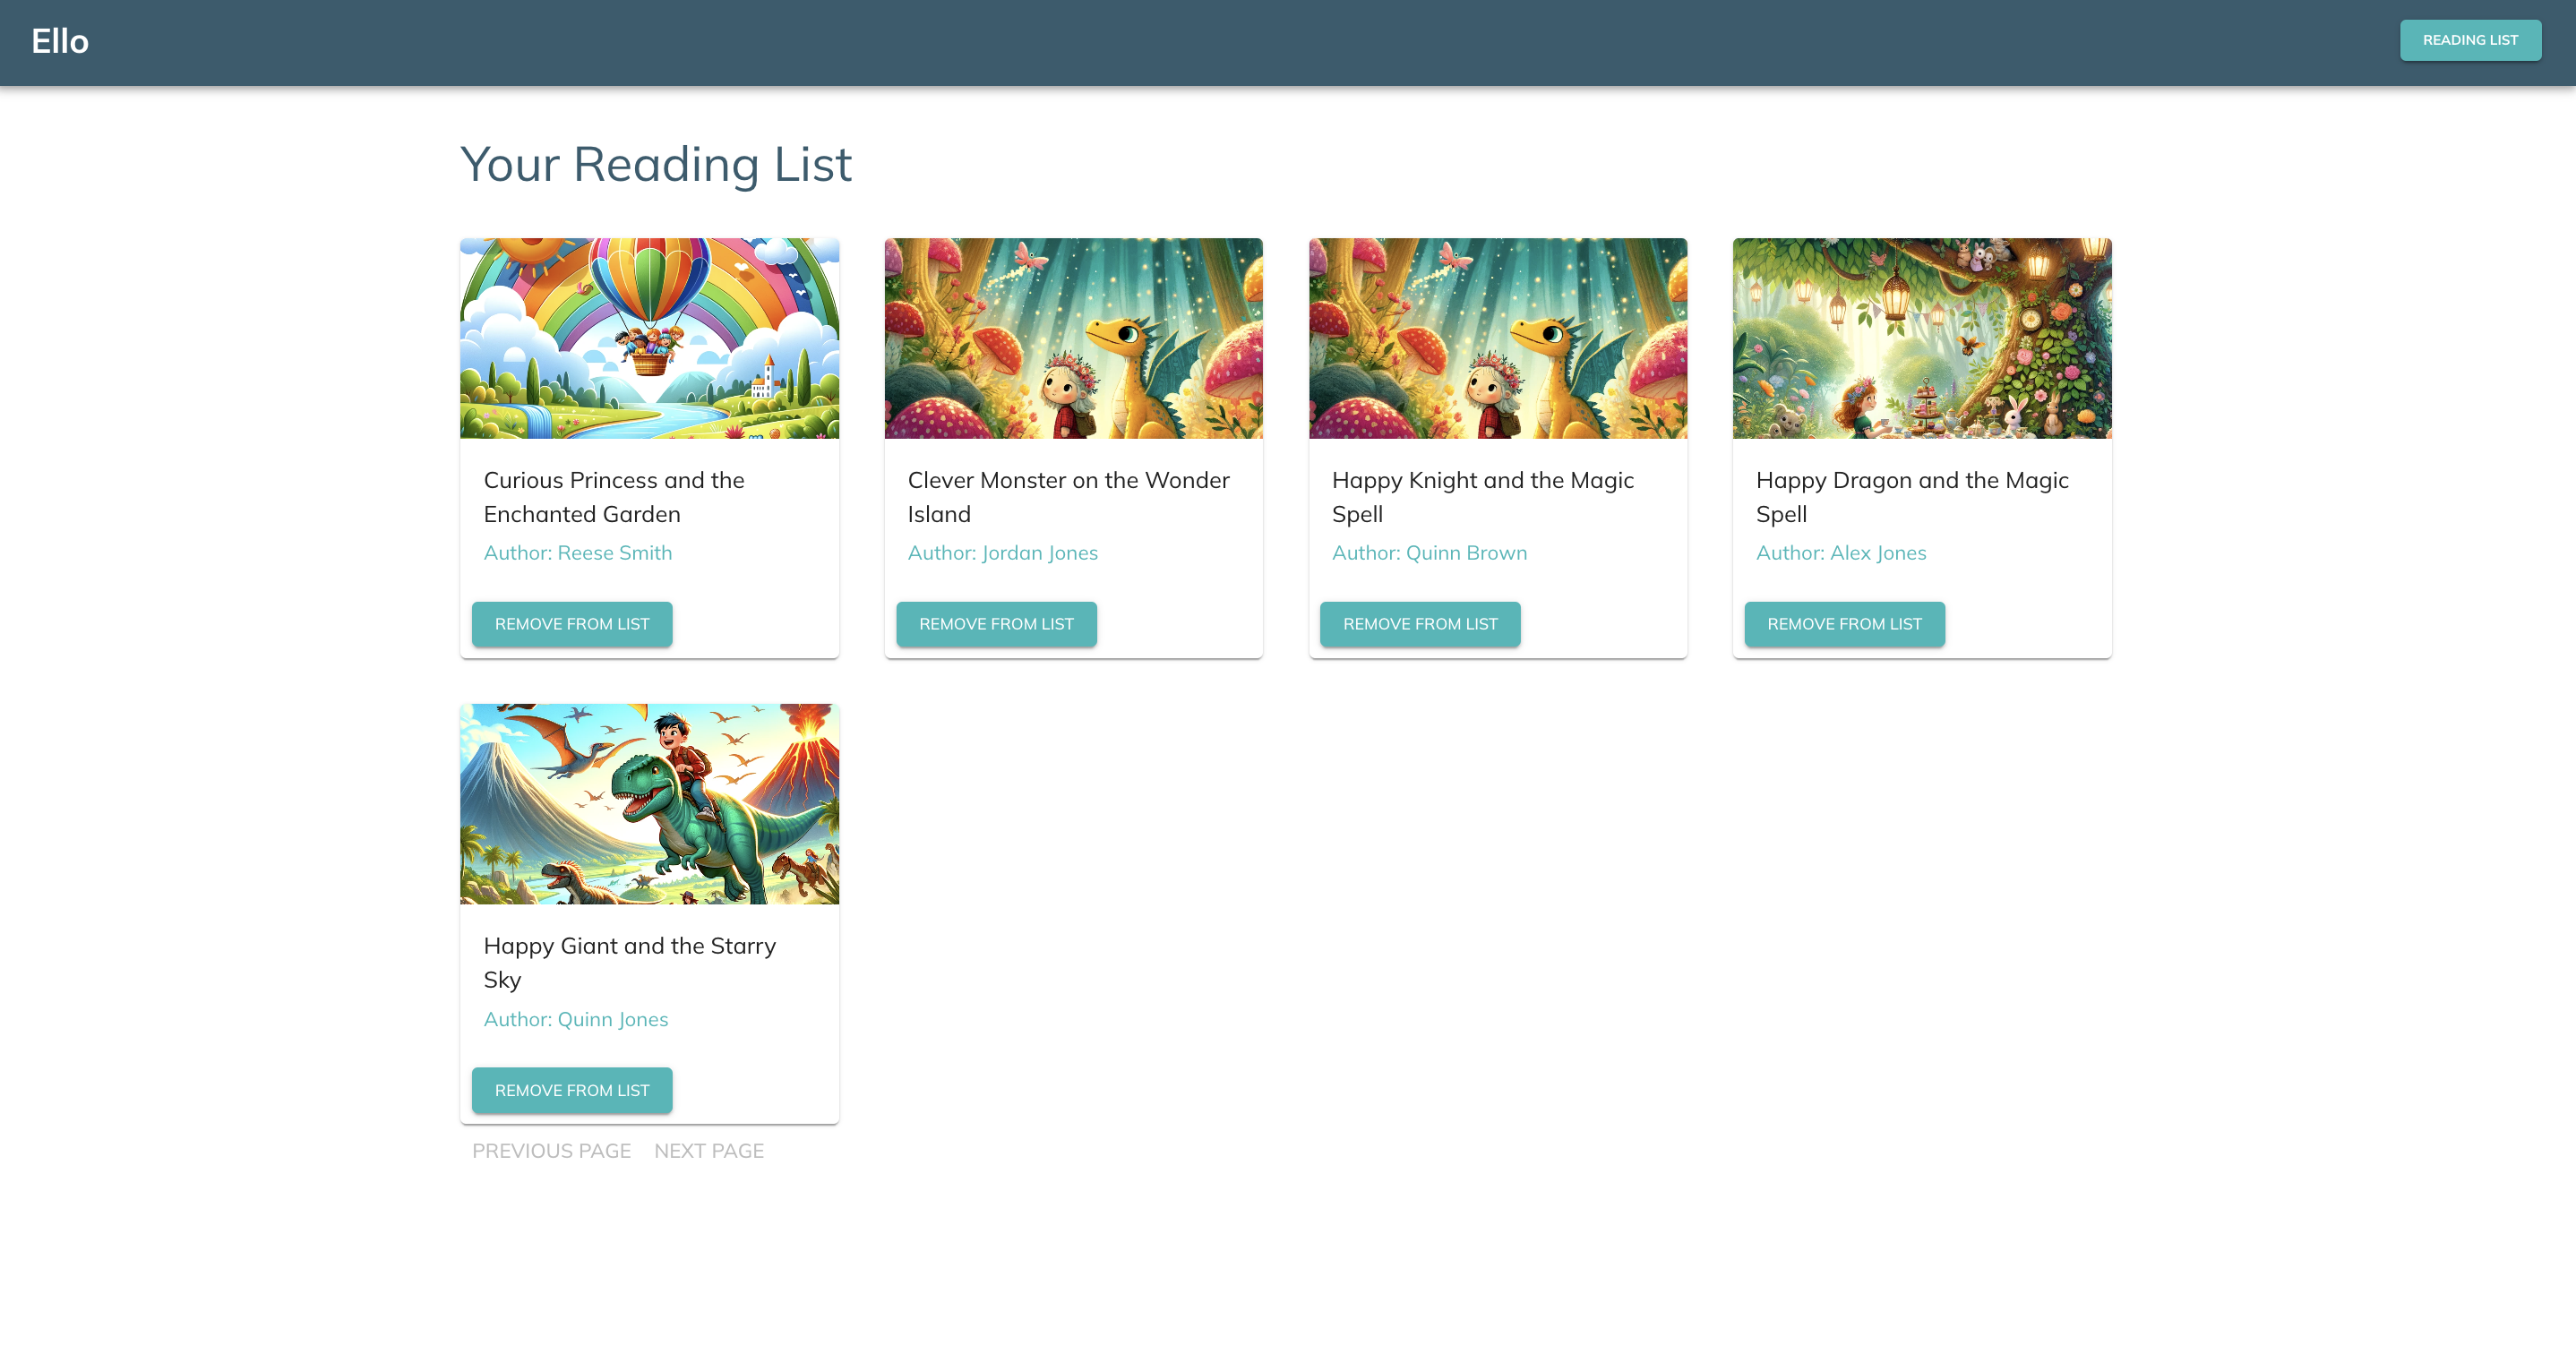 Ello
READING LIST
Your Reading List
Curious Princess and the
Enchanted Garden
Author: Reese Smith
REMOVE FROM LIST
Clever Monster on the Wonder
Island
Author: Jordan Jones
REMOVE FROM LIST
Happy Knight and the Magic
Spell
Author: Quinn Brown
REMOVE FROM LIST
Happy Dragon and the Magic
Spell
Author: Alex Jones
REMOVE FROM LIST
Happy Giant and the Starry
Sky
Author: Quinn Jones
REMOVE FROM LIST
PREVIOUS PAGE
NEXT PAGE